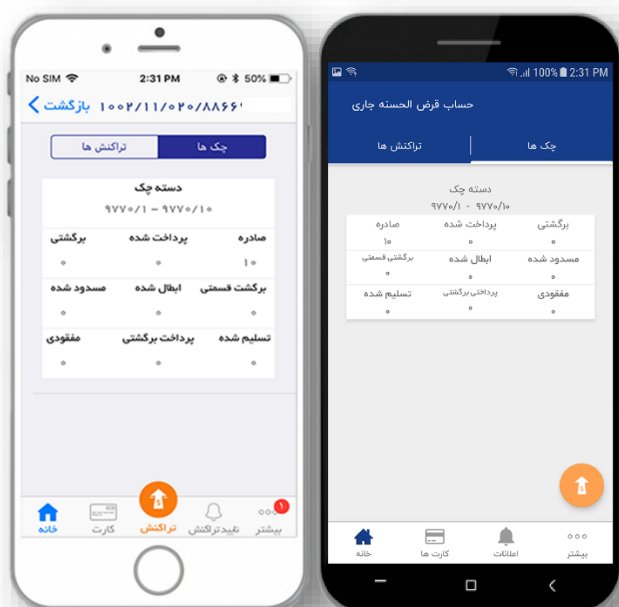 No SIM 2:31 PM 50%
بازگشت ۱۰۰۲/۱۱/۰۲۰/۸۸۶۶
چک ها تراکنش ها
دسته چک
۹۷۷۰/۱ – ۹۷۷۰/۱۰
صادره پرداخت شده برگشتی
۱۰ ۰ ۰
برگشت قسمتی ابطال شده مسدود شده
۰ ۰ ۰
تسلیم شده پرداخت برگشتی مفقودی
۰ ۰ ۰
۱
بیشتر تاییدتراکنش تراکنش کارت خانه
100% 2:31 PM
حساب قرض الحسنه جاری
چک ها تراکنش ها
دسته چک
۹۷۷۰/۱ - ۹۷۷۰/۱۰
برگشتی پرداخت شده صادره
۰ ۰ ۱۰
مسدود شده ابطال شده برگشتی قسمتی
۰ ۰ ۰
مفقودی پرداختی برگشتی تسلیم شده
۰ ۰ ۰
بیشتر اعلانات کارت ها خانه